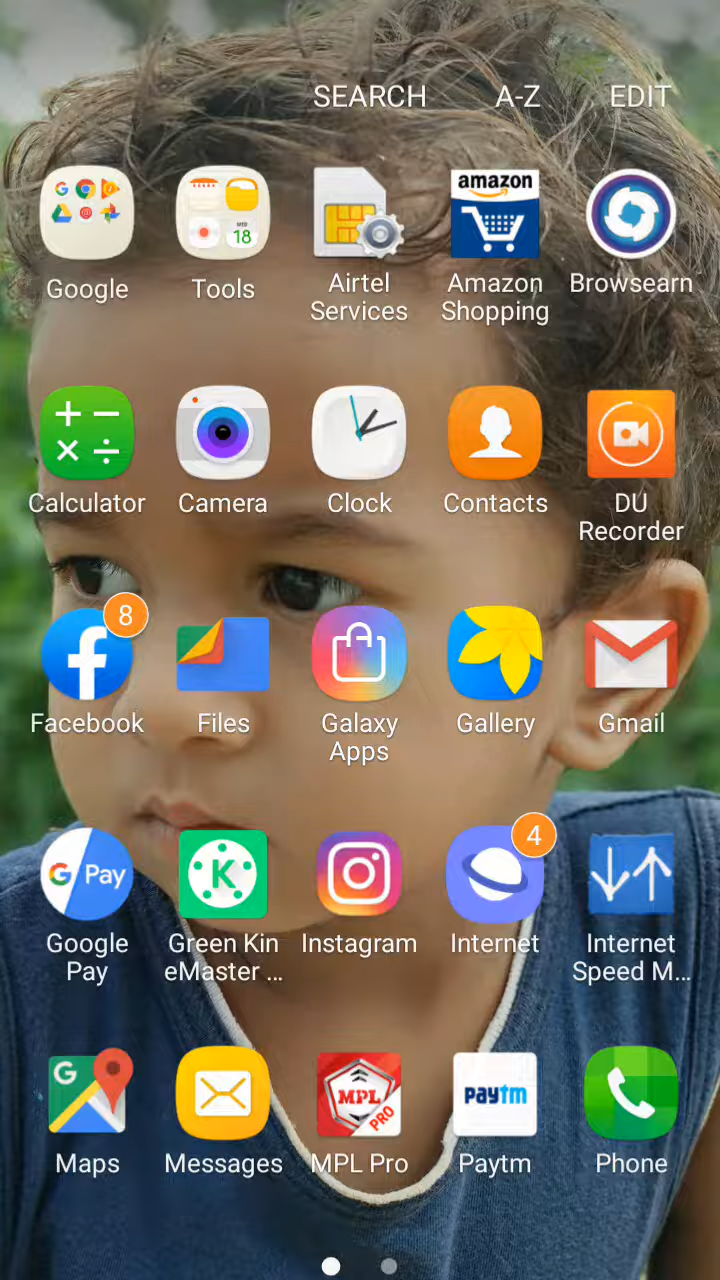 SEARCH A-Z EDIT
amazon
WED
18
Google Tools Airtel Services Amazon Shopping Browsearn
Calculator Camera Clock Contacts DU Recorder
8
Facebook Files Galaxy Apps Gallery Gmail
4
G Pay K
Google Pay Green Kin eMaster ... Instagram Internet Internet Speed M...
G
MPL
PRO
paytm
Maps Messages MPL Pro Paytm Phone